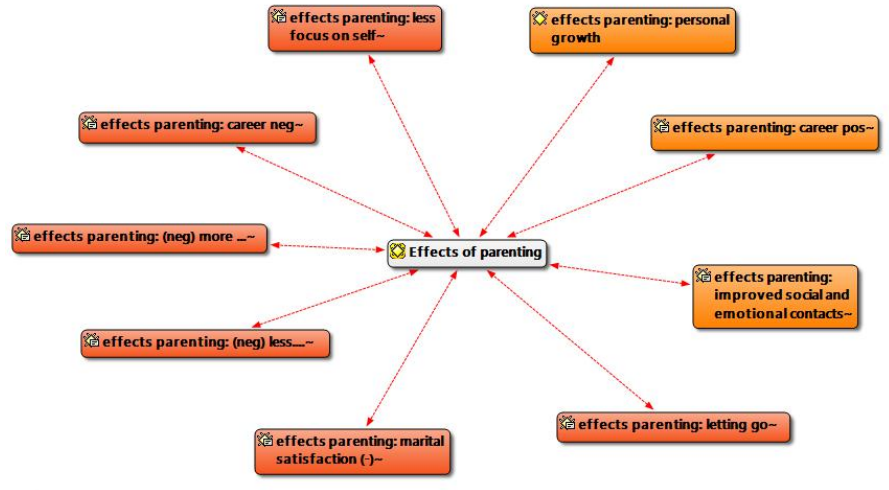 effects parenting: less
focus on self~
effects parenting: personal
growth
effects parenting: career neg~
effects parenting: career pos~
effects parenting: (neg) more ...~
Effects of parenting
effects parenting:
improved social and
emotional contacts~
effects parenting: (neg) less....~
effects parenting: marital
satisfaction (-)~
effects parenting: letting go~